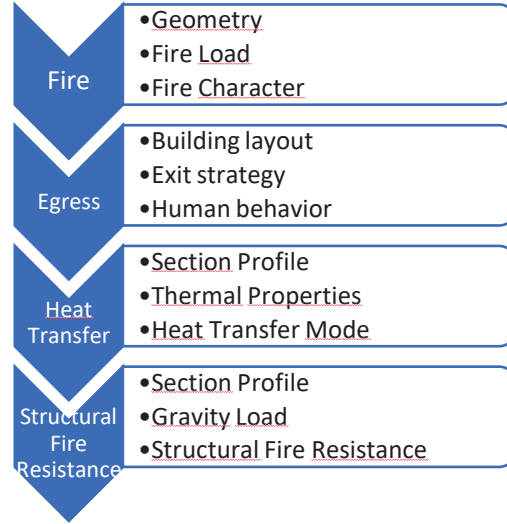 Fire
•Geometry
•Fire Load
•Fire Character
Egress
•Building layout
•Exit strategy
•Human behavior
Heat
Transfer
•Section Profile
•Thermal Properties
•Heat Transfer Mode
Structural
Fire
Resistance
•Section Profile
•Gravity Load
•Structural Fire Resistance